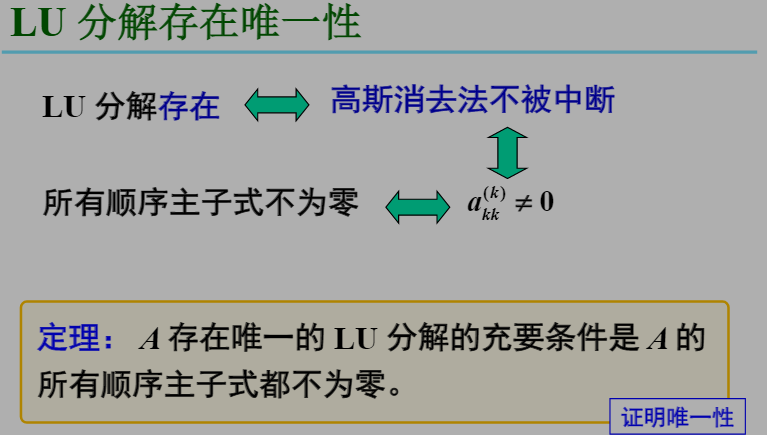 LU 分解存在唯一性
LU 分解存在
高斯消去法不被中断
所有顺序主子式不为零
a_{kk}^{(k)} ≠ 0
定理： A 存在唯一的 LU 分解的充要条件是 A 的
所有顺序主子式都不为零。
证明唯一性